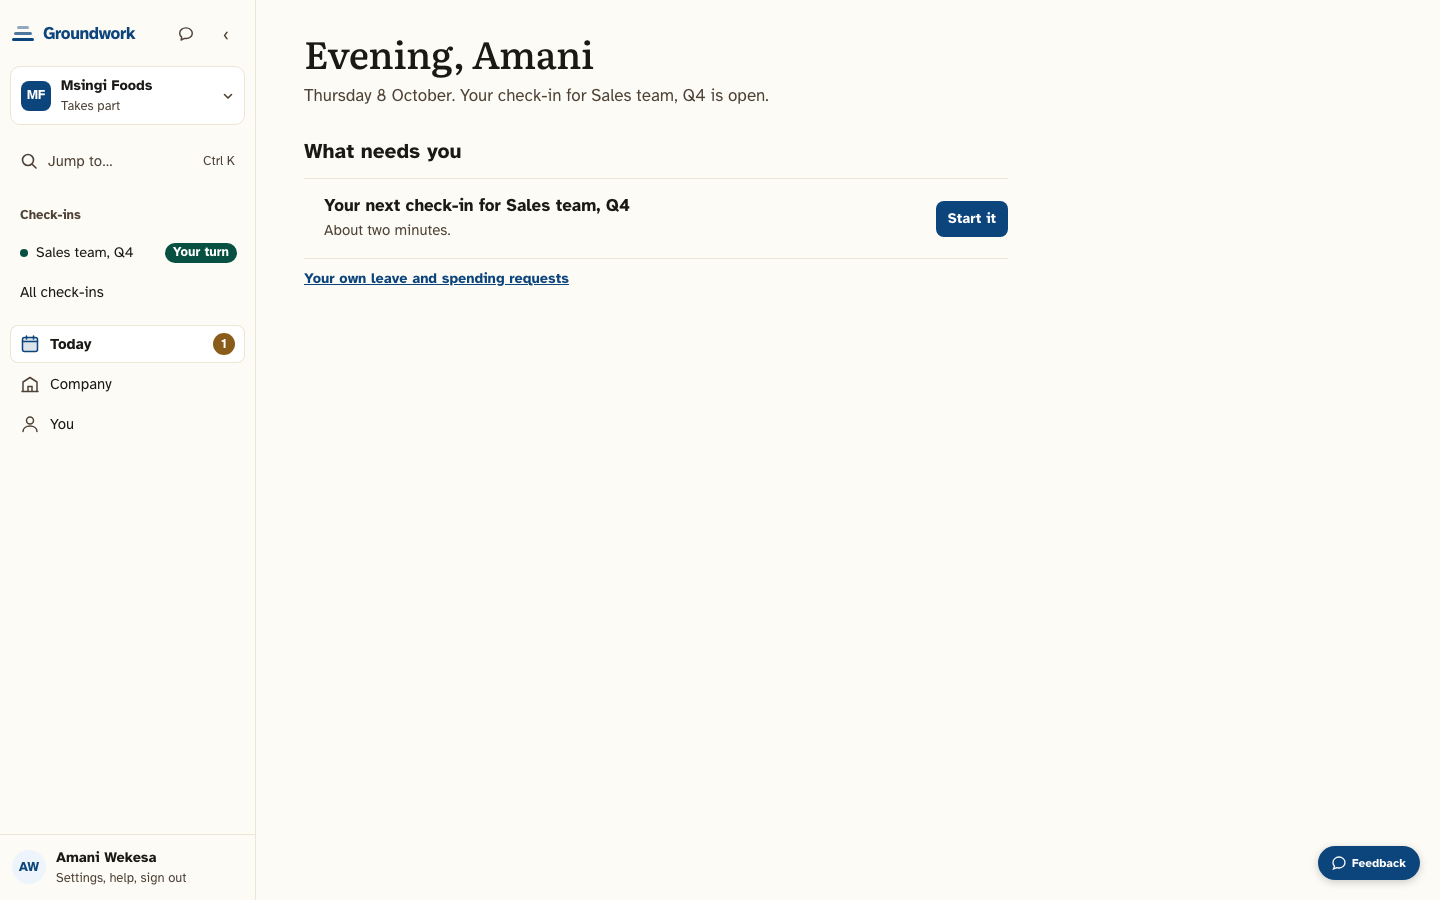 Groundwork
MF
Msingi Foods
Takes part
Jump to...
Ctrl K
Check-ins
Sales team, Q4
Your turn
All check-ins
Today
1
Company
You
AW
Amani Wekesa
Settings, help, sign out
Evening, Amani
Thursday 8 October. Your check-in for Sales team, Q4 is open.
What needs you
Your next check-in for Sales team, Q4
About two minutes.
Start it
Your own leave and spending requests
Feedback